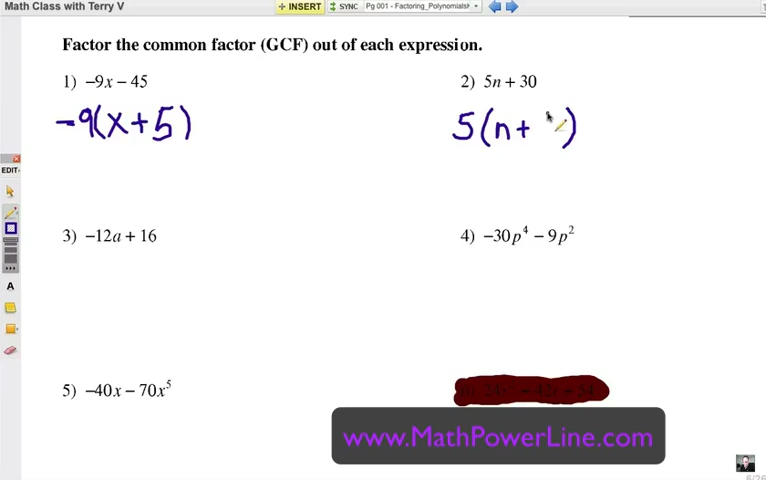 Math Class with Terry V
INSERT
SYNC
Pg 001 - Factoring_Polynomials
Factor the common factor (GCF) out of each expression.
1) −9x − 45
2) 5n + 30
-9(x+5)
5(n+ )
EDIT
3) −12a + 16
4) −30p⁴ − 9p²
A
5) −40x − 70x⁵
www.MathPowerLine.com